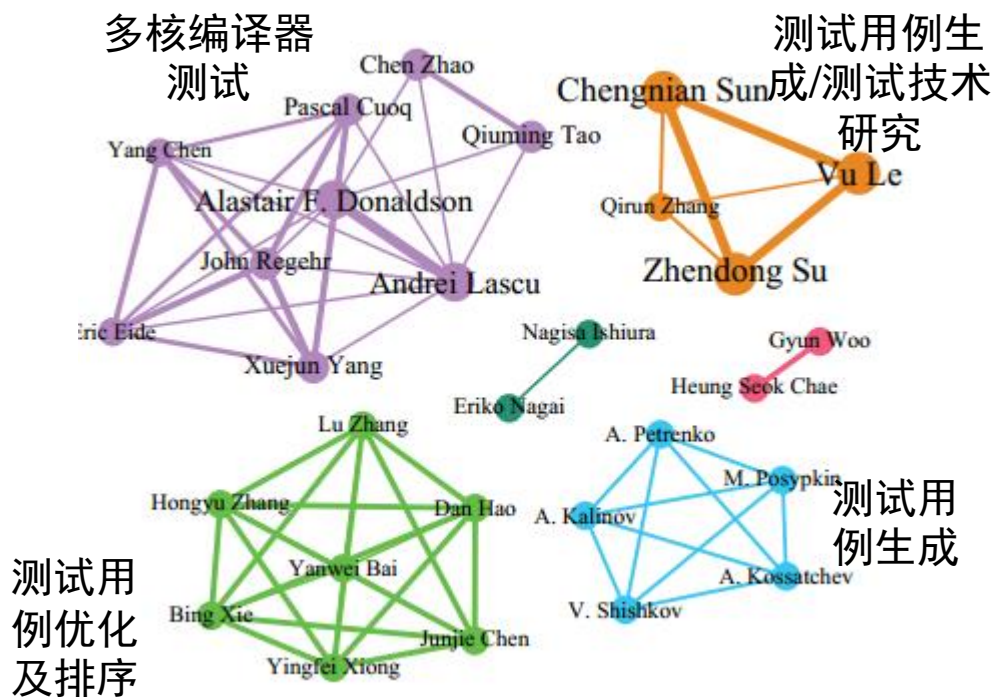 多核编译器
测试
Chen Zhao
Pascal Cuoq
Qiuming Tao
Yang Chen
Alastair F. Donaldson
John Regehr
Andrei Lascu
Eric Eide
Xuejun Yang
测试用例生
成/测试技术
研究
Chengnian Sun
Vu Le
Qirun Zhang
Zhendong Su
Nagisa Ishiura
Eriko Nagai
Gyun Woo
Heung Seok Chae
Lu Zhang
Hongyu Zhang
Dan Hao
Yanwei Bai
Bing Xie
Junjie Chen
Yingfei Xiong
测试用
例优化
及排序
A. Petrenko
M. Posypkin
A. Kalinov
A. Kossatchev
V. Shishkov
测试用
例生成